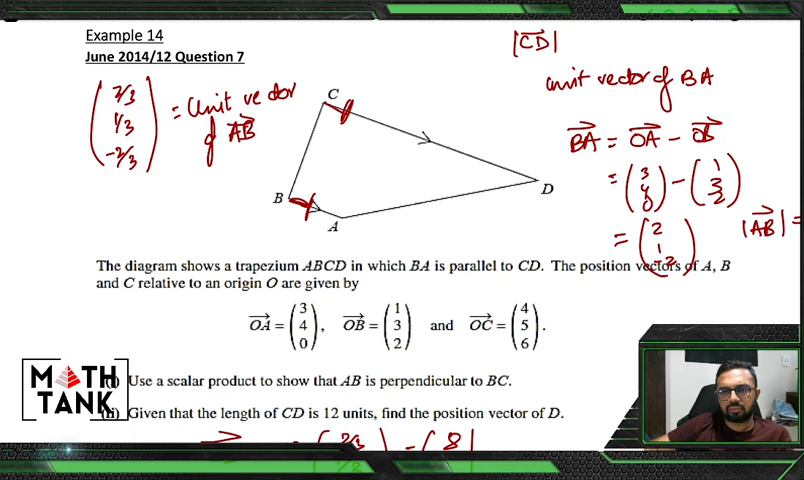 Example 14
June 2014/12 Question 7
|CD|
unit vector of BA
BA = OA - OB
= (3 4 0) - (1 3 2)
= (2 1 -2)
|AB| =
(2/3 1/3 -2/3) = unit vector of AB
C
B
A
D
The diagram shows a trapezium ABCD in which BA is parallel to CD. The position vectors of A, B
and C relative to an origin O are given by
OA = (3 4 0), OB = (1 3 2) and OC = (4 5 6).
Use a scalar product to show that AB is perpendicular to BC.
Given that the length of CD is 12 units, find the position vector of D.
MATH
TANK